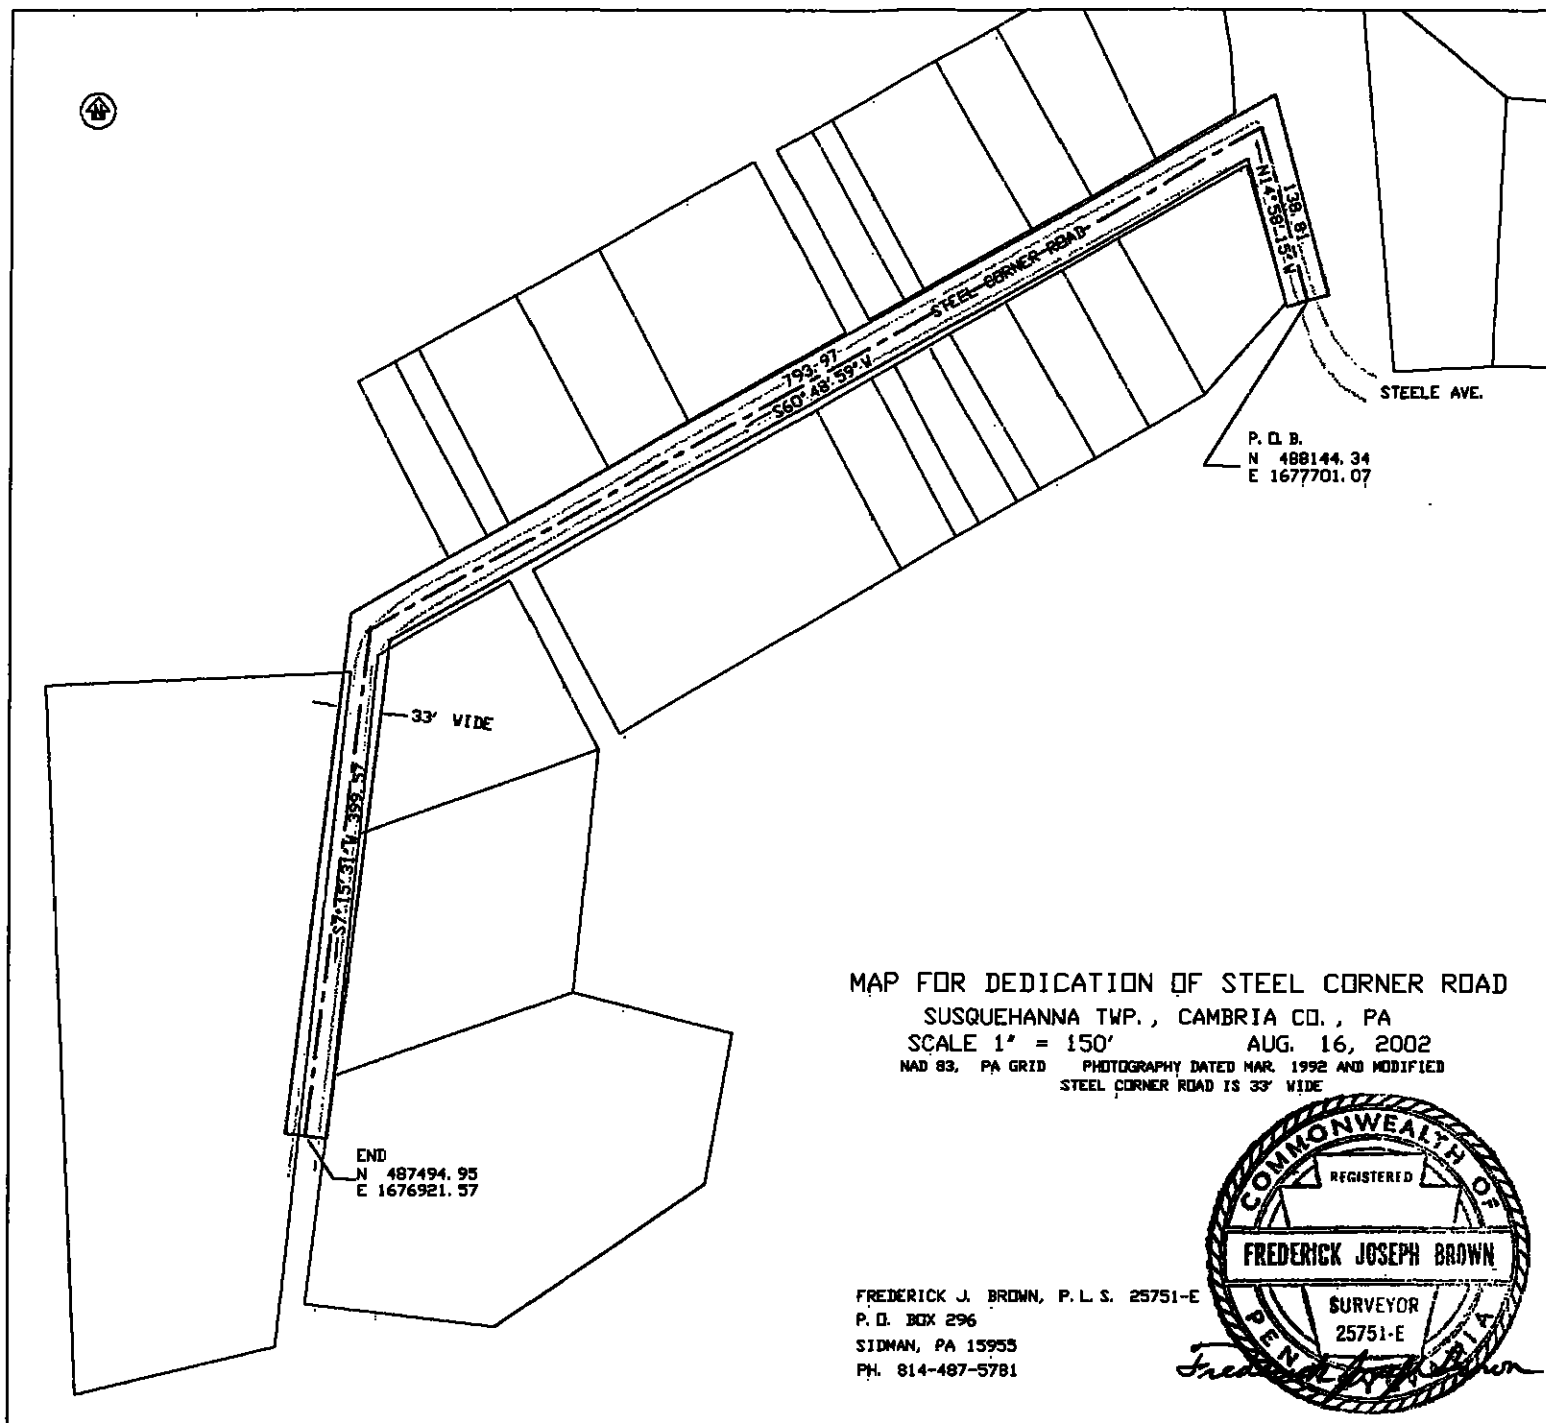 N
138.81
N14°58'15"W
STEEL CORNER ROAD
793.97
S60°48'59"W
STEELE AVE.
P.O.B.
N 488144.34
E 1677701.07
33' WIDE
S7°15'31"W 399.57
END
N 487494.95
E 1676921.57
MAP FOR DEDICATION OF STEEL CORNER ROAD
SUSQUEHANNA TWP., CAMBRIA CO., PA
SCALE 1" = 150' AUG. 16, 2002
NAD 83, PA GRID PHOTOGRAPHY DATED MAR. 1992 AND MODIFIED
STEEL CORNER ROAD IS 33' WIDE
COMMONWEALTH OF
REGISTERED
FREDERICK JOSEPH BROWN
SURVEYOR
25751-E
FREDERICK J. BROWN, P.L.S. 25751-E
P.O. BOX 296
SIDMAN, PA 15955
PH. 814-487-5781
Frederick Joseph Brown